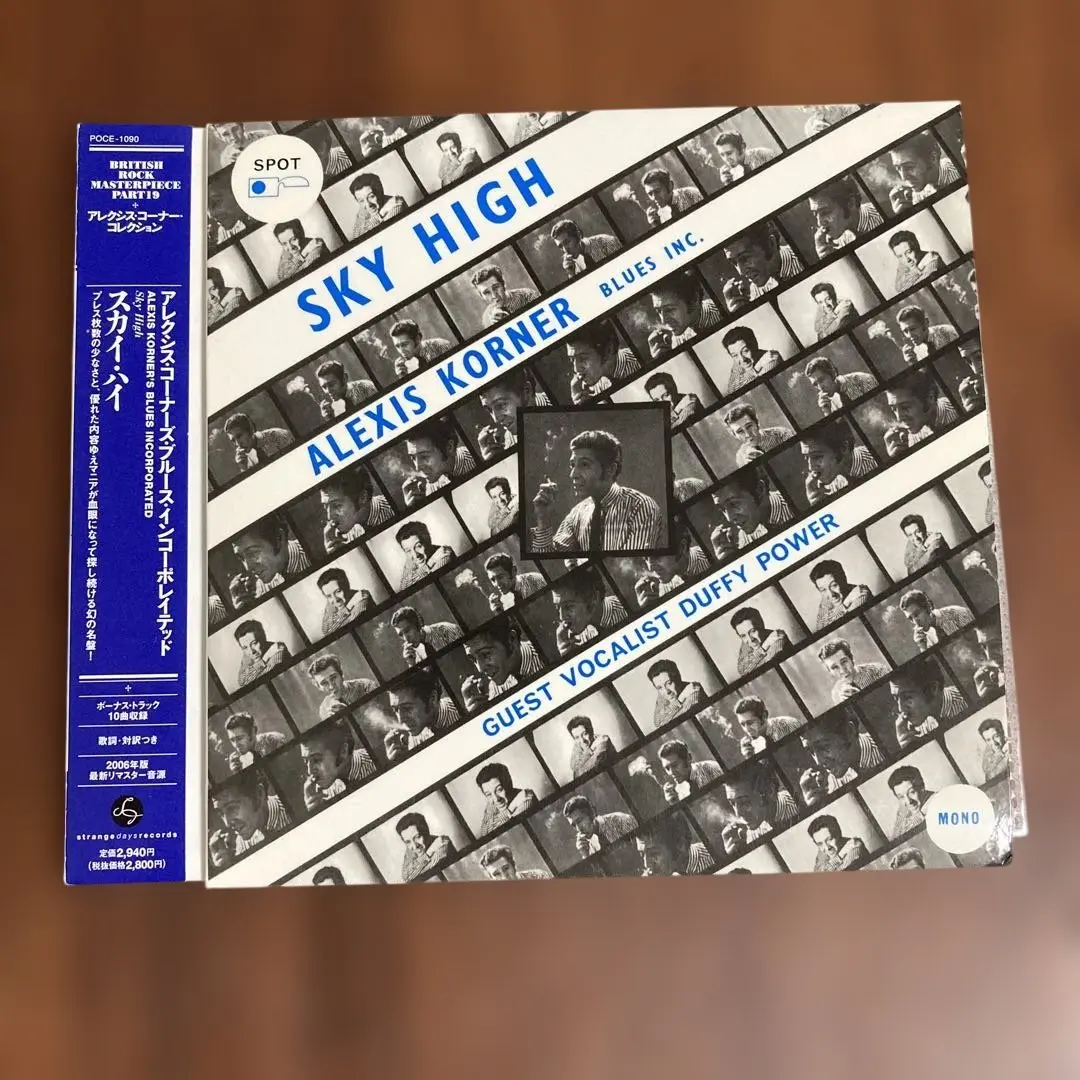 POCE-1090
BRITISH
ROCK
MASTERPIECE
PART19
+
アレクシス・コーナー・
コレクション
アレクシス・コーナーズ・ブルース・インコーポレイテッド
ALEXIS KORNER'S BLUES INCORPORATED
Sky High
スカイ・ハイ
プレス枚数の少なさと、優れた内容ゆえマニアが血眼になって探し続ける幻の名盤!
+
ボーナス・トラック
10曲収録
歌詞・対訳つき
2006年版
最新リマスター音源
strangedaysrecords
定価2,940円
(税抜価格2,800円)
SPOT
SKY HIGH
ALEXIS KORNER BLUES INC.
GUEST VOCALIST DUFFY POWER
MONO